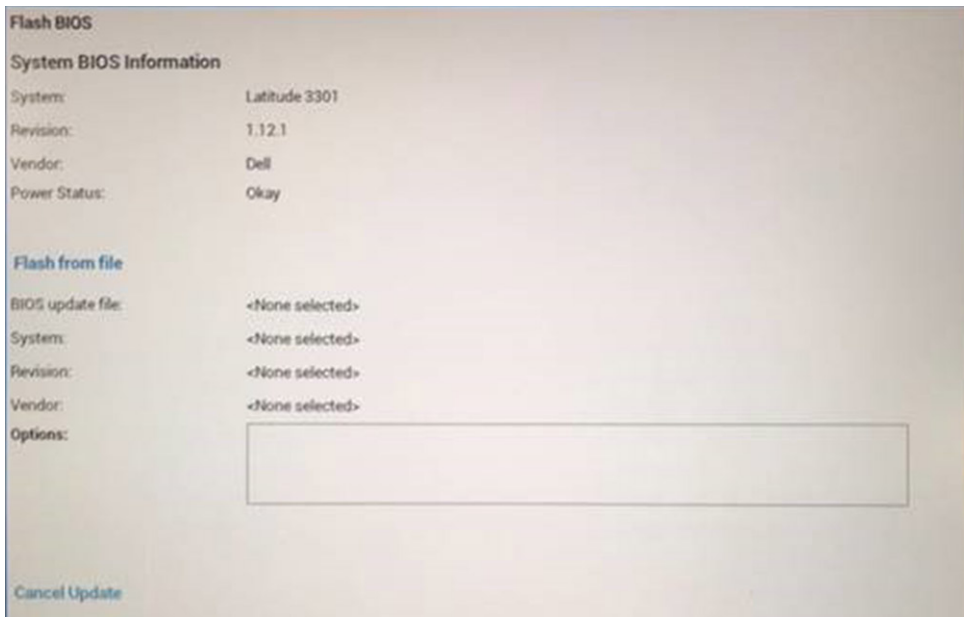 Flash BIOS
System BIOS Information
System: Latitude 3301
Revision: 1.12.1
Vendor: Dell
Power Status: Okay
Flash from file
BIOS update file: <None selected>
System: <None selected>
Revision: <None selected>
Vendor: <None selected>
Options:
Cancel Update